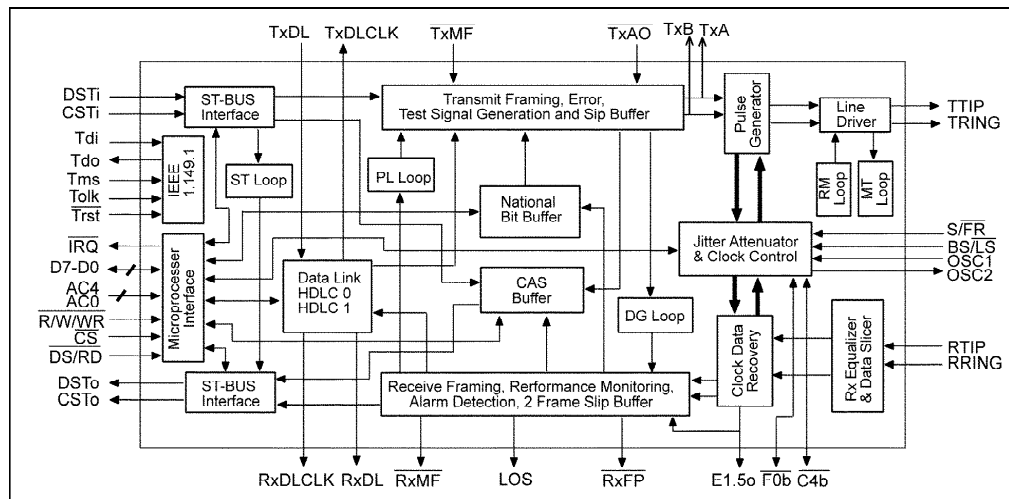 TxDL TxDLCLK TxMF TxAO TxB TxA
DSTi
CSTi
ST-BUS
Interface
Transmit Framing, Error,
Test Signal Generation and Sip Buffer
Pulse
Generator
Line
Driver
TTIP
TRING
Tdi
Tdo
Tms
Tolk
Trst
IEEE
1.149.1
ST Loop
PL Loop
National
Bit Buffer
RM
Loop
MT
Loop
IRQ
D7-D0
AC4
AC0
R/W/WR
CS
DS/RD
Microprocesser
Interface
Data Link
HDLC 0
HDLC 1
CAS
Buffer
DG Loop
Jitter Attenuator
& Clock Control
S/FR
BS/LS
OSC1
OSC2
Clock Data
Recovery
Rx Equalizer
& Data Slicer
RTIP
RRING
DSTo
CSTo
ST-BUS
Interface
Receive Framing, Rerformance Monitoring,
Alarm Detection, 2 Frame Slip Buffer
RxDLCLK RxDL RxMF LOS RxFP E1.5o F0b C4b